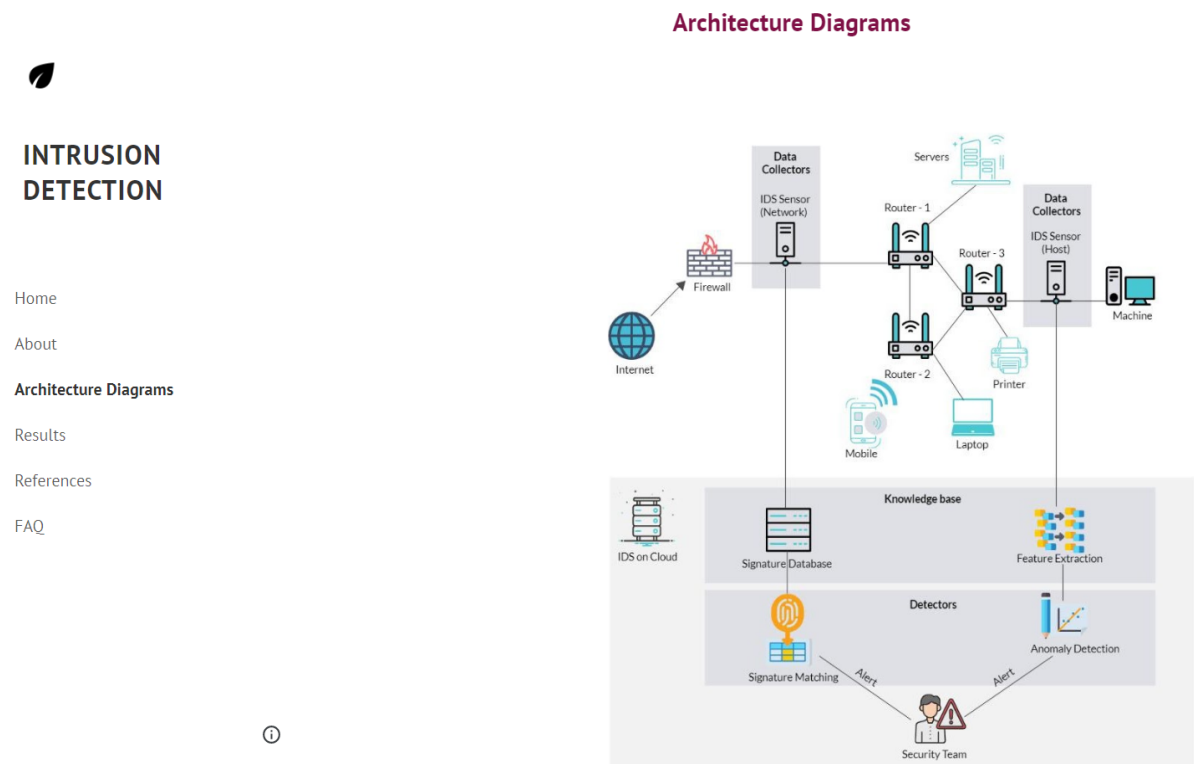 Architecture Diagrams
INTRUSION
DETECTION
Home
About
Architecture Diagrams
Results
References
FAQ
Data
Collectors
IDS Sensor
(Network)
Servers
Router - 1
Data
Collectors
IDS Sensor
(Host)
Router - 3
Firewall
Machine
Internet
Router - 2
Printer
Mobile
Laptop
Knowledge base
IDS on Cloud
Signature Database
Feature Extraction
Detectors
Signature Matching
Anomaly Detection
Alert
Alert
Security Team